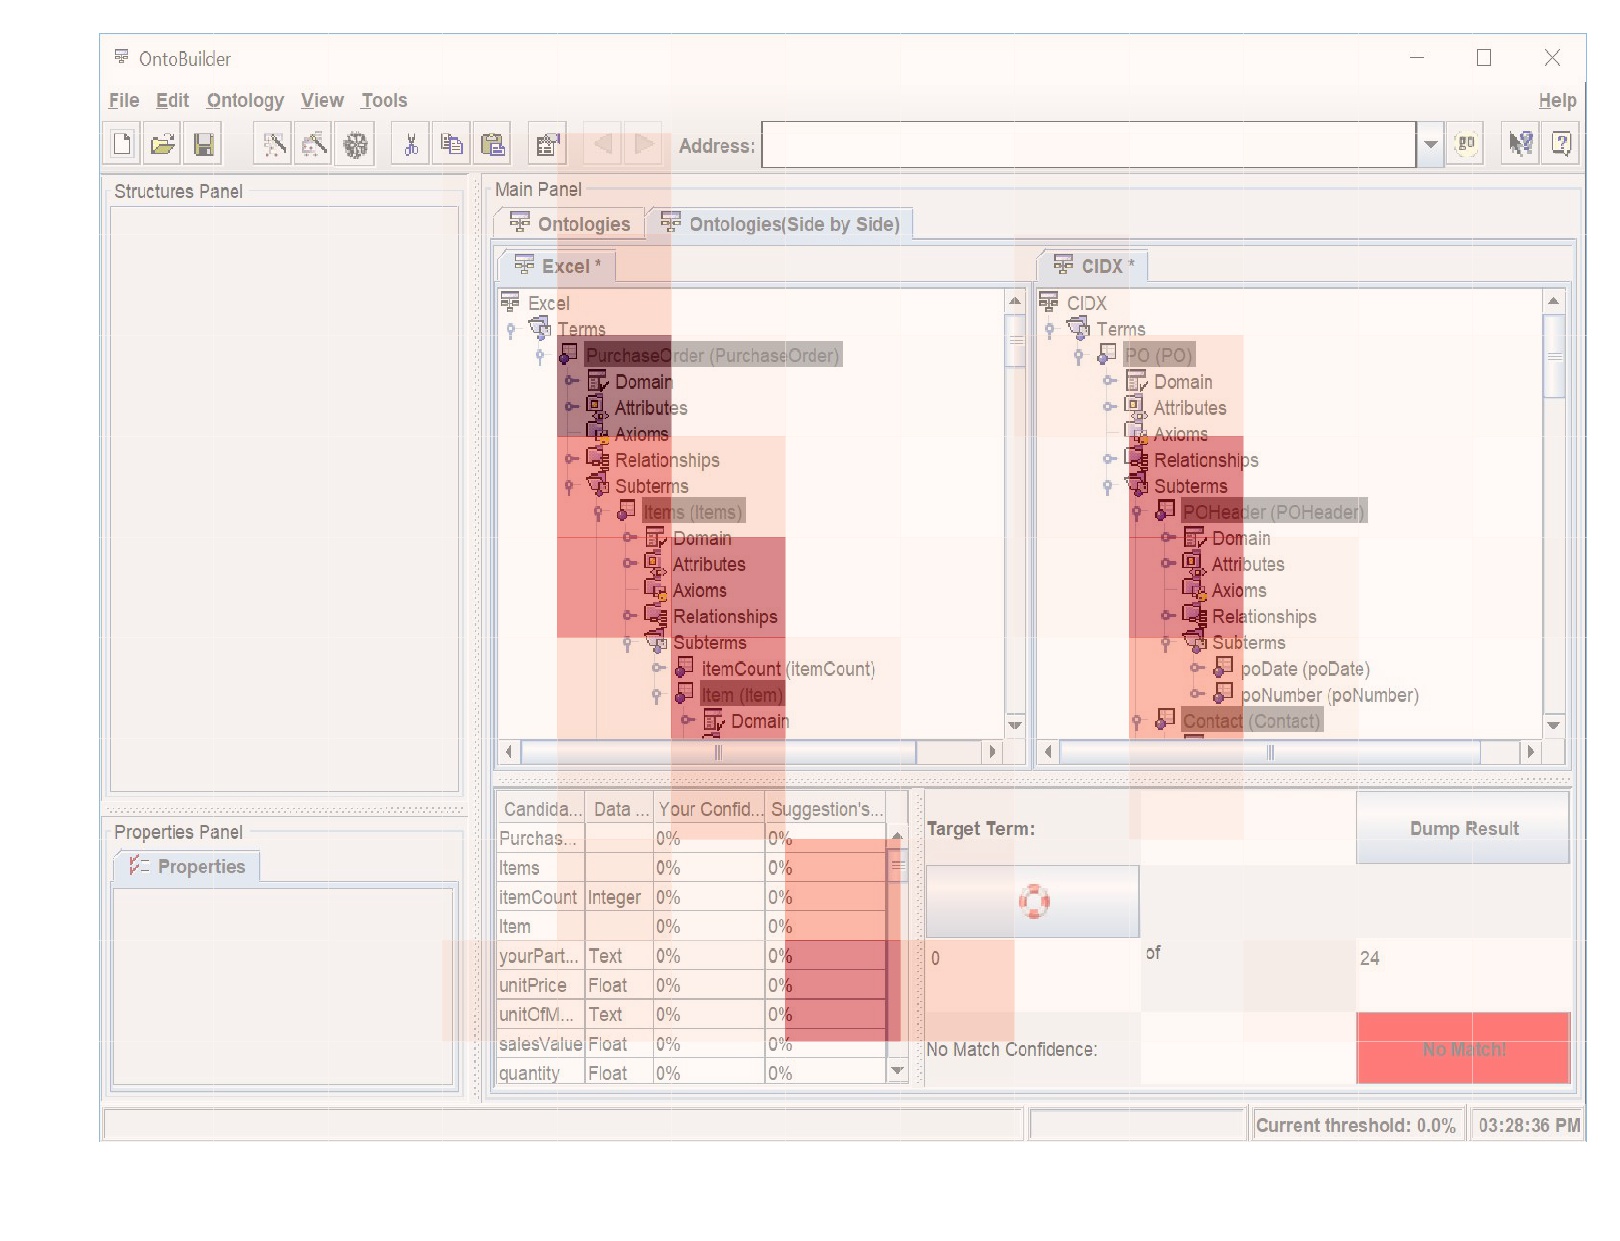 OntoBuilder
File Edit Ontology View Tools Help
Address: go
Structures Panel
Main Panel
Ontologies Ontologies(Side by Side)
Excel * CIDX *
Excel
Terms
PurchaseOrder (PurchaseOrder)
Domain
Attributes
Axioms
Relationships
Subterms
Items (Items)
Domain
Attributes
Axioms
Relationships
Subterms
itemCount (itemCount)
Item (Item)
Domain
CIDX
Terms
PO (PO)
Domain
Attributes
Axioms
Relationships
Subterms
POHeader (POHeader)
Domain
Attributes
Axioms
Relationships
Subterms
poDate (poDate)
poNumber (poNumber)
Contact (Contact)
Properties Panel
Properties
Candida... Data ... Your Confid... Suggestion's...
Purchas... 0% 0%
Items 0% 0%
itemCount Integer 0% 0%
Item 0% 0%
yourPart... Text 0% 0%
unitPrice Float 0% 0%
unitOfM... Text 0% 0%
salesValue Float 0% 0%
quantity Float 0% 0%
Target Term: Dump Result
0 of 24
No Match Confidence: No Match!
Current threshold: 0.0% 03:28:36 PM